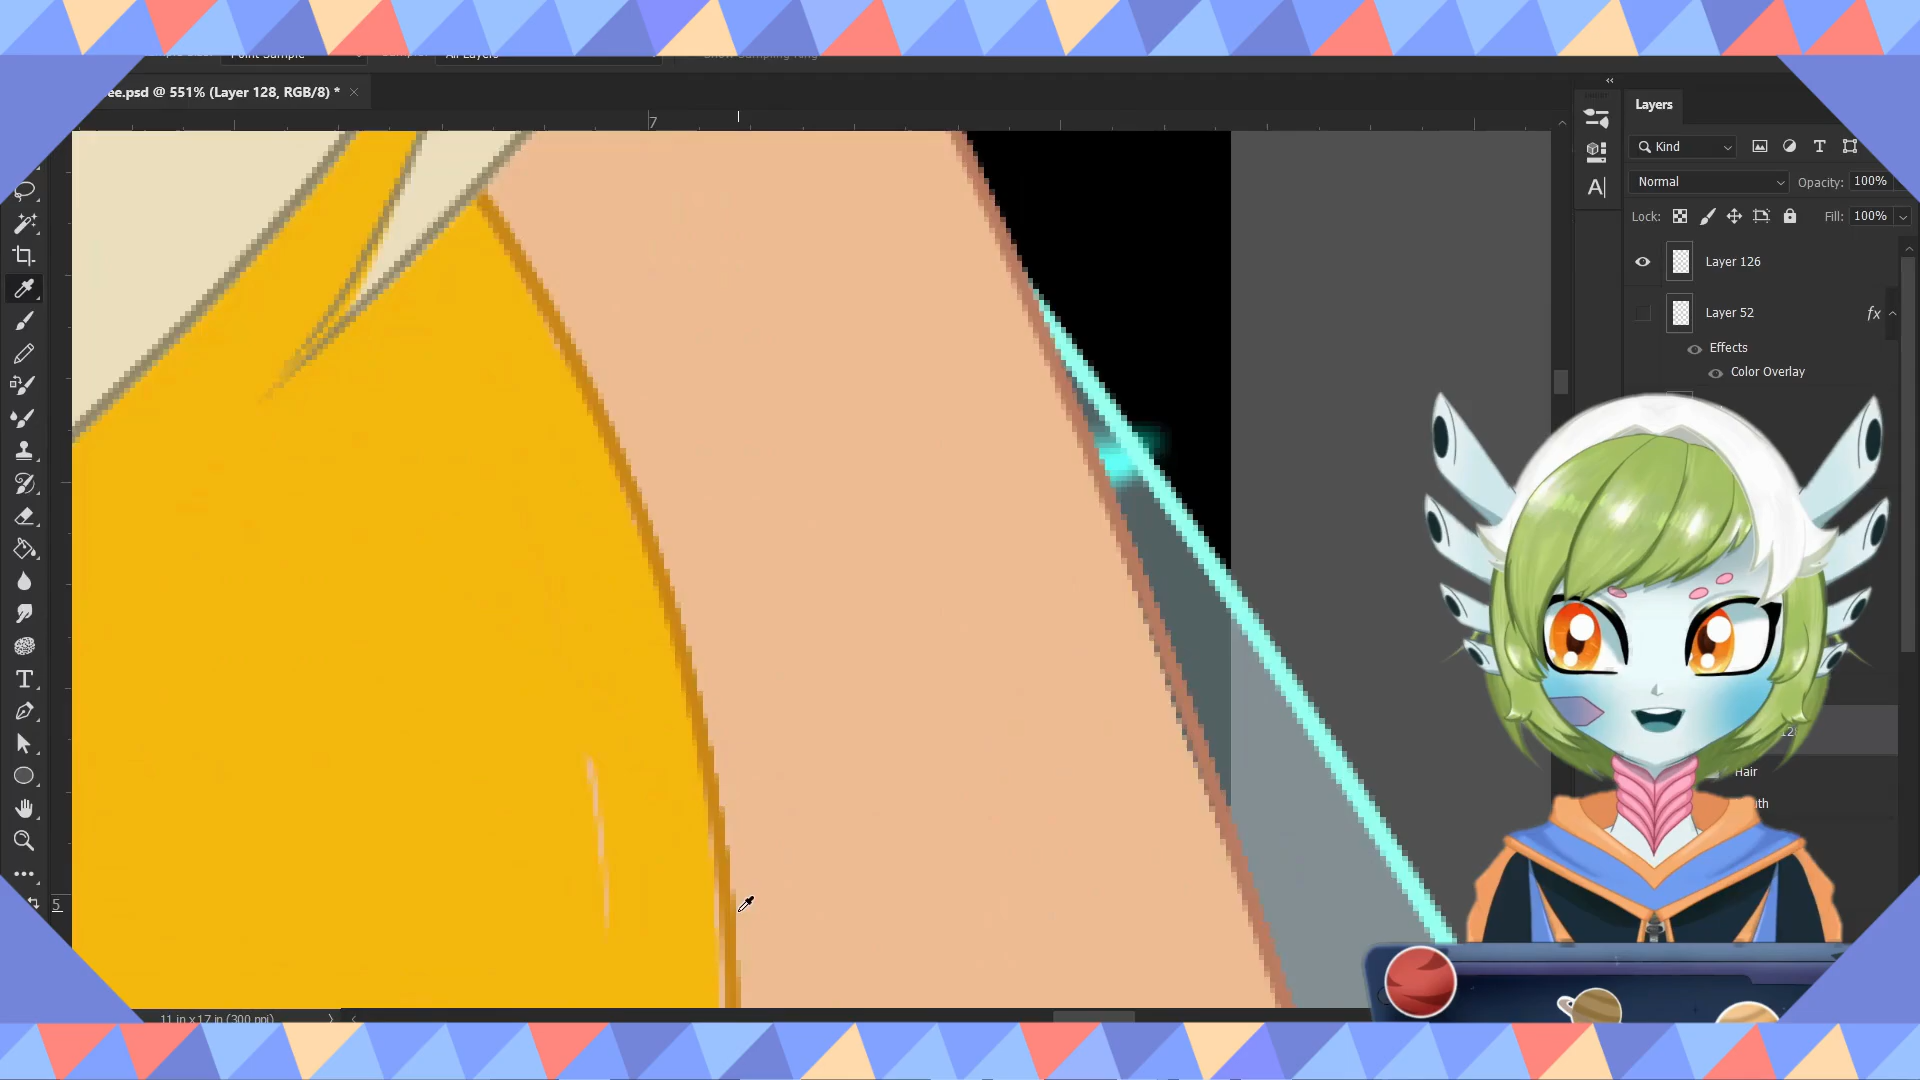 ee.psd @ 551% (Layer 128, RGB/8) *
7
Layers
Kind
Normal
Opacity: 100%
Lock:
Fill: 100%
Layer 126
Layer 52
fx
Effects
Color Overlay
Hair
5
11 in x 17 in (300 ppi)